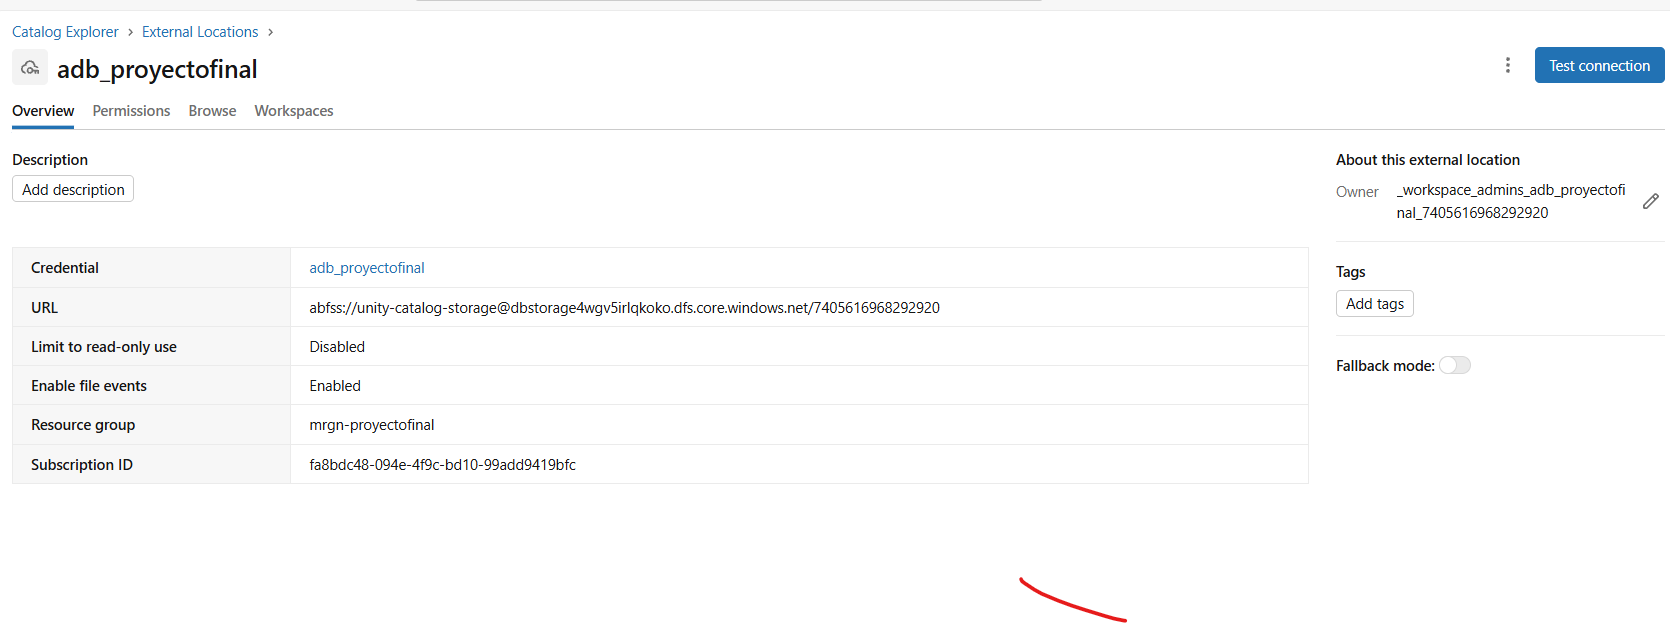 Catalog Explorer > External Locations >
adb_proyectofinal
Test connection
Overview Permissions Browse Workspaces
Description
Add description
Credential adb_proyectofinal
URL abfss://unity-catalog-storage@dbstorage4wgv5irlqkoko.dfs.core.windows.net/7405616968292920
Limit to read-only use Disabled
Enable file events Enabled
Resource group mrgn-proyectofinal
Subscription ID fa8bdc48-094e-4f9c-bd10-99add9419bfc
About this external location
Owner _workspace_admins_adb_proyectofi
nal_7405616968292920
Tags
Add tags
Fallback mode: